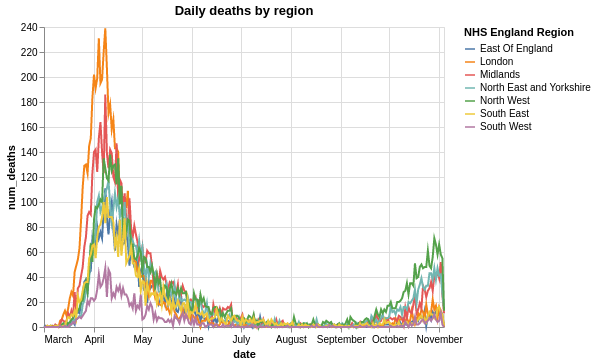 Daily deaths by region
NHS England Region
East Of England
London
Midlands
North East and Yorkshire
North West
South East
South West
num_deaths
240
220
200
180
160
140
120
100
80
60
40
20
0
March April May June July August September October November
date